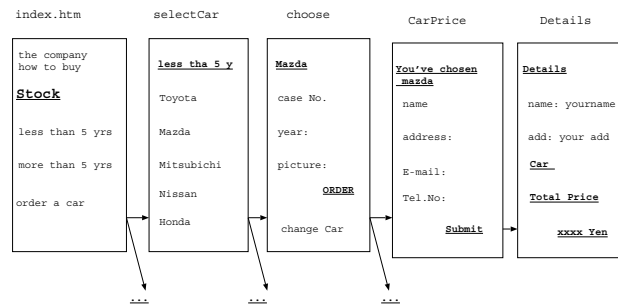 index.htm
the company
how to buy
Stock
less than 5 yrs
more than 5 yrs
order a car
selectCar
less tha 5 y
Toyota
Mazda
Mitsubichi
Nissan
Honda
choose
Mazda
case No.
year:
picture:
ORDER
change Car
CarPrice
You've chosen
mazda
name
address:
E-mail:
Tel.No:
Submit
Details
Details
name: yourname
add: your add
Car
Total Price
xxxx Yen
...
...
...